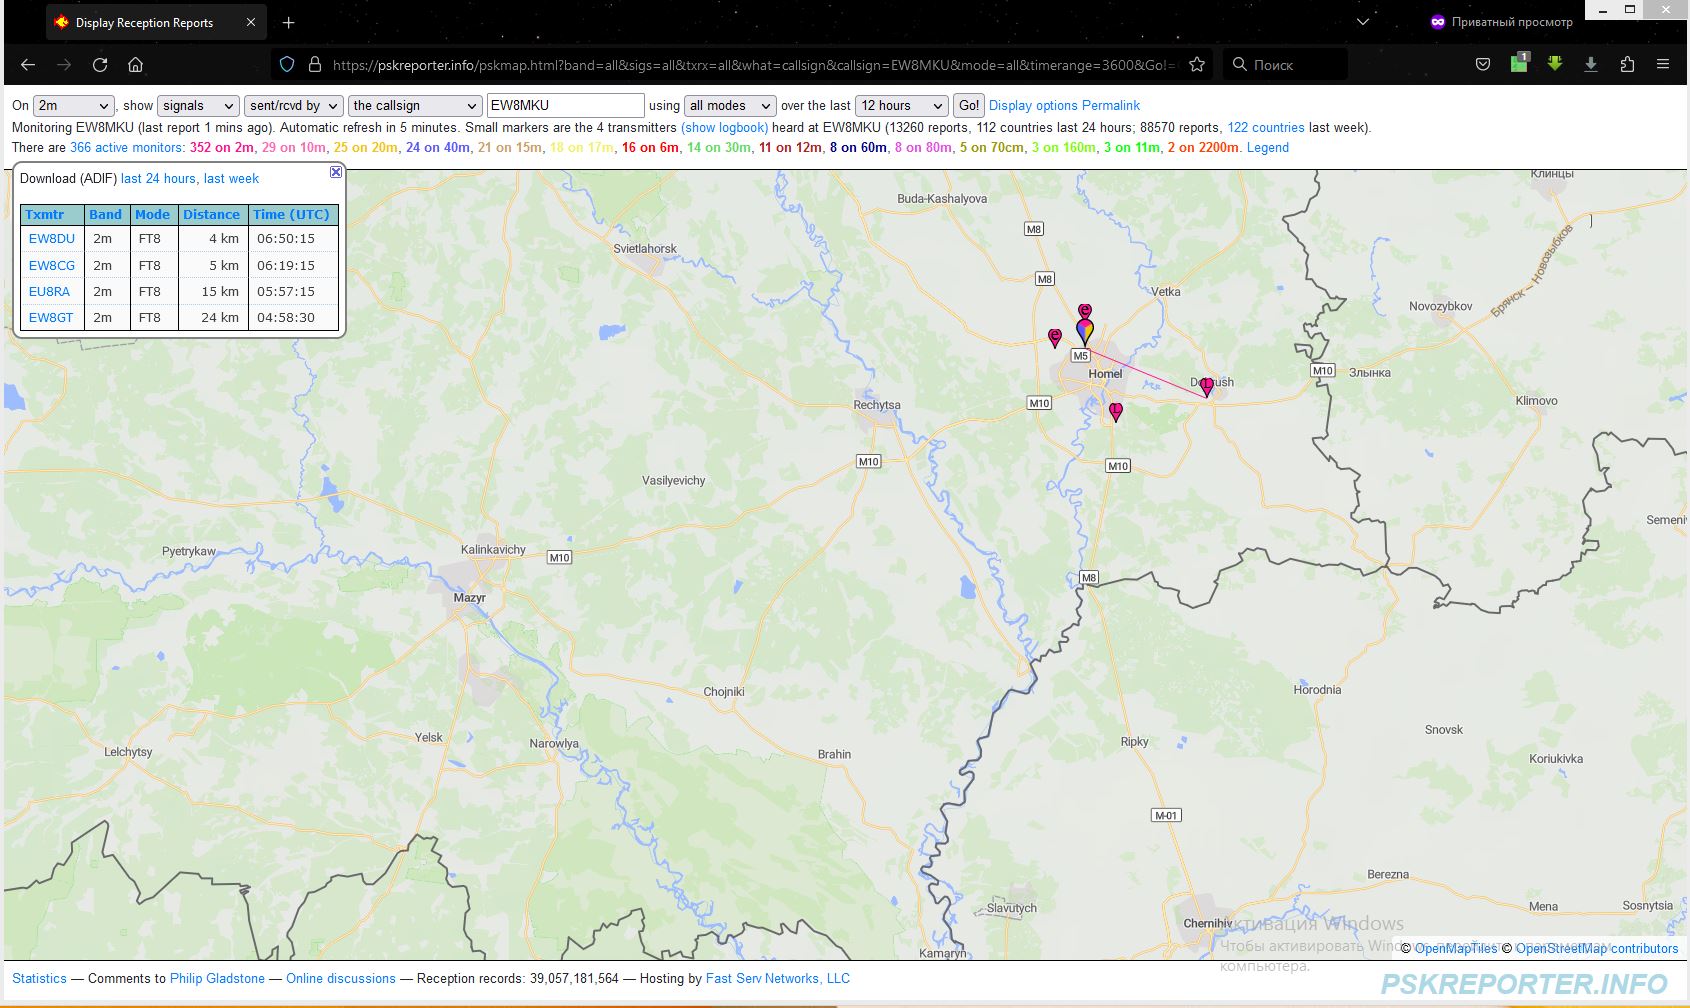 Display Reception Reports
Приватный просмотр
https://pskreporter.info/pskmap.html?band=all&sigs=all&txrx=all&what=callsign&callsign=EW8MKU&mode=all&timerange=3600&Go!=
Поиск
1
On 2m, show signals sent/rcvd by the callsign EW8MKU using all modes over the last 12 hours Go! Display options Permalink
Monitoring EW8MKU (last report 1 mins ago). Automatic refresh in 5 minutes. Small markers are the 4 transmitters (show logbook) heard at EW8MKU (13260 reports, 112 countries last 24 hours; 88570 reports, 122 countries last week).
There are 366 active monitors: 352 on 2m, 29 on 10m, 25 on 20m, 24 on 40m, 21 on 15m, 18 on 17m, 16 on 6m, 14 on 30m, 11 on 12m, 8 on 60m, 8 on 80m, 5 on 70cm, 3 on 160m, 3 on 11m, 2 on 2200m. Legend
Download (ADIF) last 24 hours, last week
Txmtr Band Mode Distance Time (UTC)
EW8DU 2m FT8 4 km 06:50:15
EW8CG 2m FT8 5 km 06:19:15
EU8RA 2m FT8 15 km 05:57:15
EW8GT 2m FT8 24 km 04:58:30
Клинцы
Buda-Kashalyova
M8
Svietlahorsk
Брянск — Новозыбков
M8
Vetka
Novozybkov
e
e
M5
Homel
M10
Злынка
L
Rechytsa
M10
Klimovo
M10
M10
Vasilyevichy
Semeni
Pyetrykaw
Kalinkavichy
M10
M8
Mazyr
Chojniki
Horodnia
Yelsk
Narowlya
Ripky
Snovsk
Lelchytsy
Brahin
Koriukivka
M-01
Berezna
Slavutych
Mena
Sosnytsia
Chernihiv
Активация Windows
Kamaryn
© OpenMapTiles © OpenStreetMap contributors
Чтобы активировать Windows
компьютера.
Statistics — Comments to Philip Gladstone — Online discussions — Reception records: 39,057,181,564 — Hosting by Fast Serv Networks, LLC
PSKREPORTER.INFO